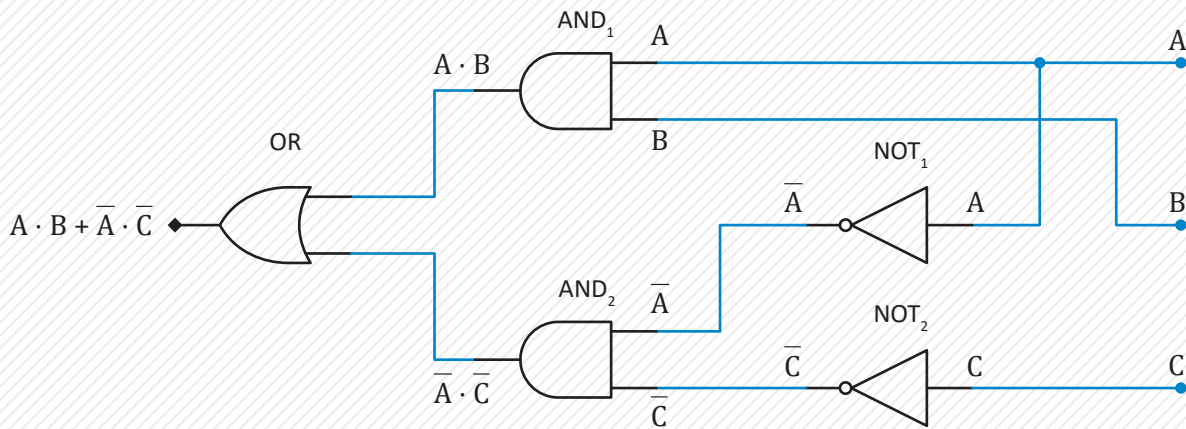 AND₁
A
A
A · B
B
OR
NOT₁
A̅
A
B
A · B + A̅ · C̅
AND₂
A̅
NOT₂
C̅
C
C
A̅ · C̅
C̅